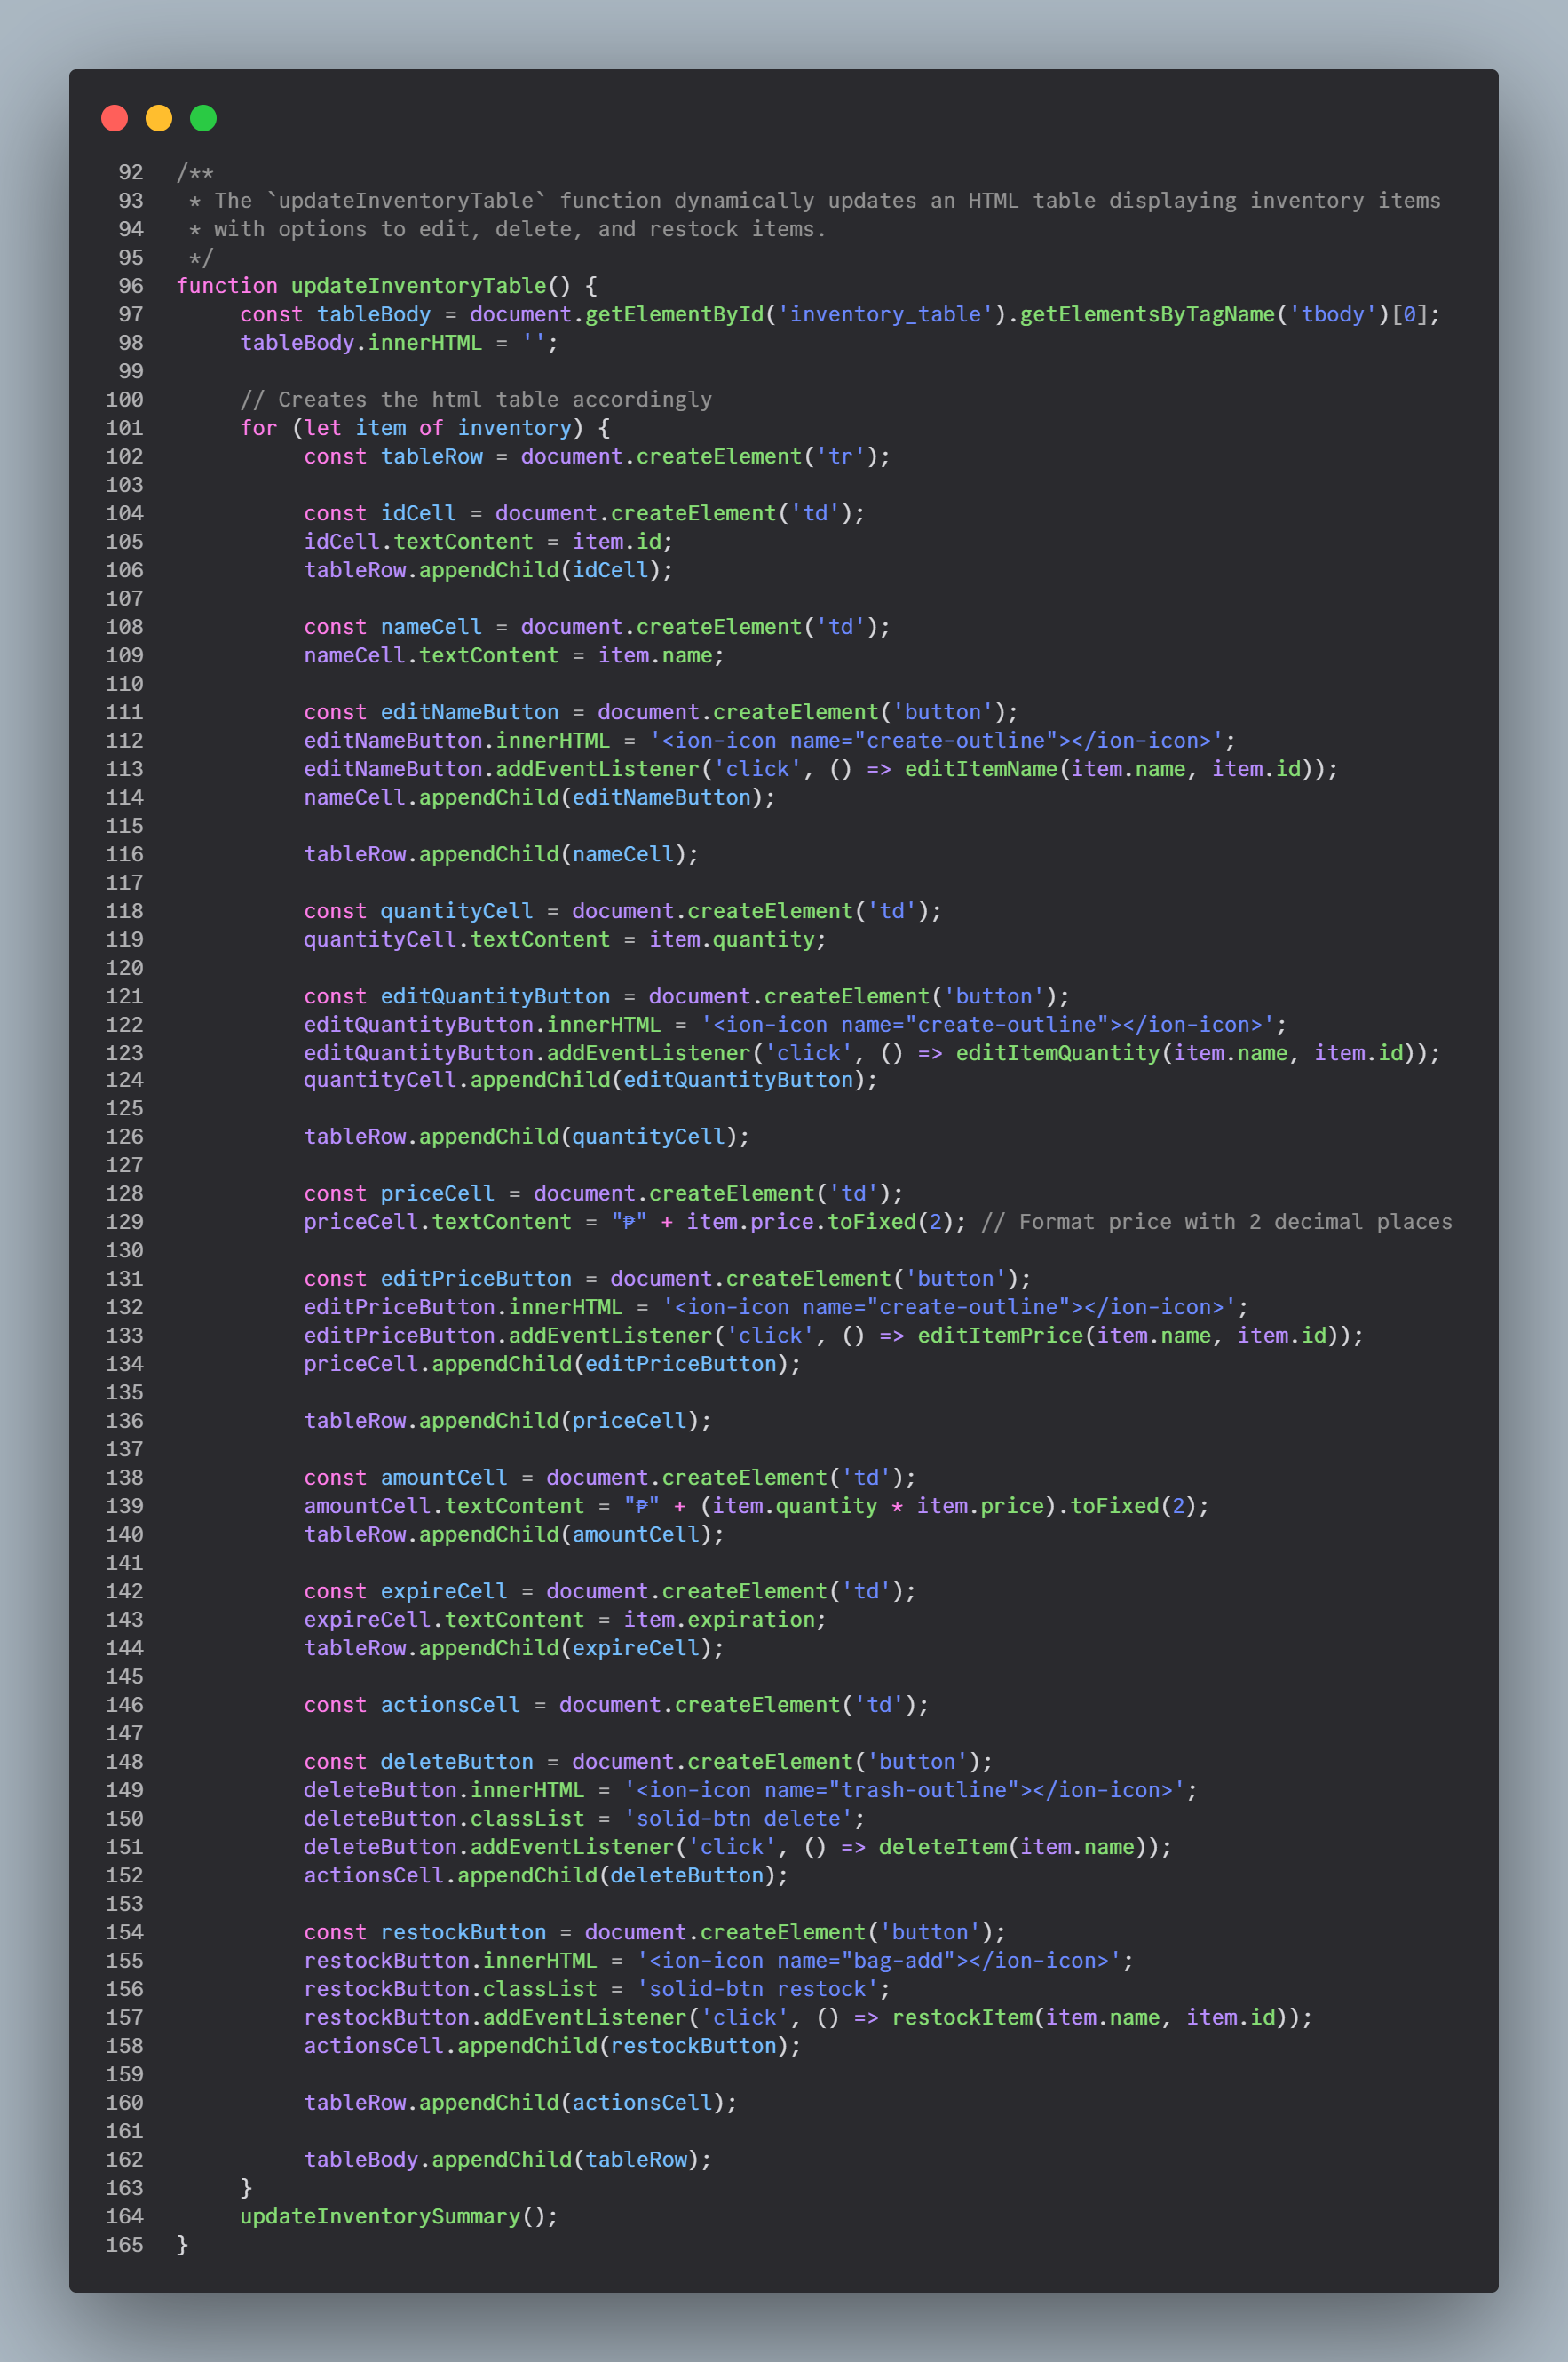 92 /**
93  * The `updateInventoryTable` function dynamically updates an HTML table displaying inventory items
94  * with options to edit, delete, and restock items.
95  */
96 function updateInventoryTable() {
97     const tableBody = document.getElementById('inventory_table').getElementsByTagName('tbody')[0];
98     tableBody.innerHTML = '';
99
100     // Creates the html table accordingly
101     for (let item of inventory) {
102          const tableRow = document.createElement('tr');
103
104          const idCell = document.createElement('td');
105          idCell.textContent = item.id;
106          tableRow.appendChild(idCell);
107
108          const nameCell = document.createElement('td');
109          nameCell.textContent = item.name;
110
111          const editNameButton = document.createElement('button');
112          editNameButton.innerHTML = '<ion-icon name="create-outline"></ion-icon>';
113          editNameButton.addEventListener('click', () => editItemName(item.name, item.id));
114          nameCell.appendChild(editNameButton);
115
116          tableRow.appendChild(nameCell);
117
118          const quantityCell = document.createElement('td');
119          quantityCell.textContent = item.quantity;
120
121          const editQuantityButton = document.createElement('button');
122          editQuantityButton.innerHTML = '<ion-icon name="create-outline"></ion-icon>';
123          editQuantityButton.addEventListener('click', () => editItemQuantity(item.name, item.id));
124          quantityCell.appendChild(editQuantityButton);
125
126          tableRow.appendChild(quantityCell);
127
128          const priceCell = document.createElement('td');
129          priceCell.textContent = "₱" + item.price.toFixed(2); // Format price with 2 decimal places
130
131          const editPriceButton = document.createElement('button');
132          editPriceButton.innerHTML = '<ion-icon name="create-outline"></ion-icon>';
133          editPriceButton.addEventListener('click', () => editItemPrice(item.name, item.id));
134          priceCell.appendChild(editPriceButton);
135
136          tableRow.appendChild(priceCell);
137
138          const amountCell = document.createElement('td');
139          amountCell.textContent = "₱" + (item.quantity * item.price).toFixed(2);
140          tableRow.appendChild(amountCell);
141
142          const expireCell = document.createElement('td');
143          expireCell.textContent = item.expiration;
144          tableRow.appendChild(expireCell);
145
146          const actionsCell = document.createElement('td');
147
148          const deleteButton = document.createElement('button');
149          deleteButton.innerHTML = '<ion-icon name="trash-outline"></ion-icon>';
150          deleteButton.classList = 'solid-btn delete';
151          deleteButton.addEventListener('click', () => deleteItem(item.name));
152          actionsCell.appendChild(deleteButton);
153
154          const restockButton = document.createElement('button');
155          restockButton.innerHTML = '<ion-icon name="bag-add"></ion-icon>';
156          restockButton.classList = 'solid-btn restock';
157          restockButton.addEventListener('click', () => restockItem(item.name, item.id));
158          actionsCell.appendChild(restockButton);
159
160          tableRow.appendChild(actionsCell);
161
162          tableBody.appendChild(tableRow);
163     }
164     updateInventorySummary();
165 }